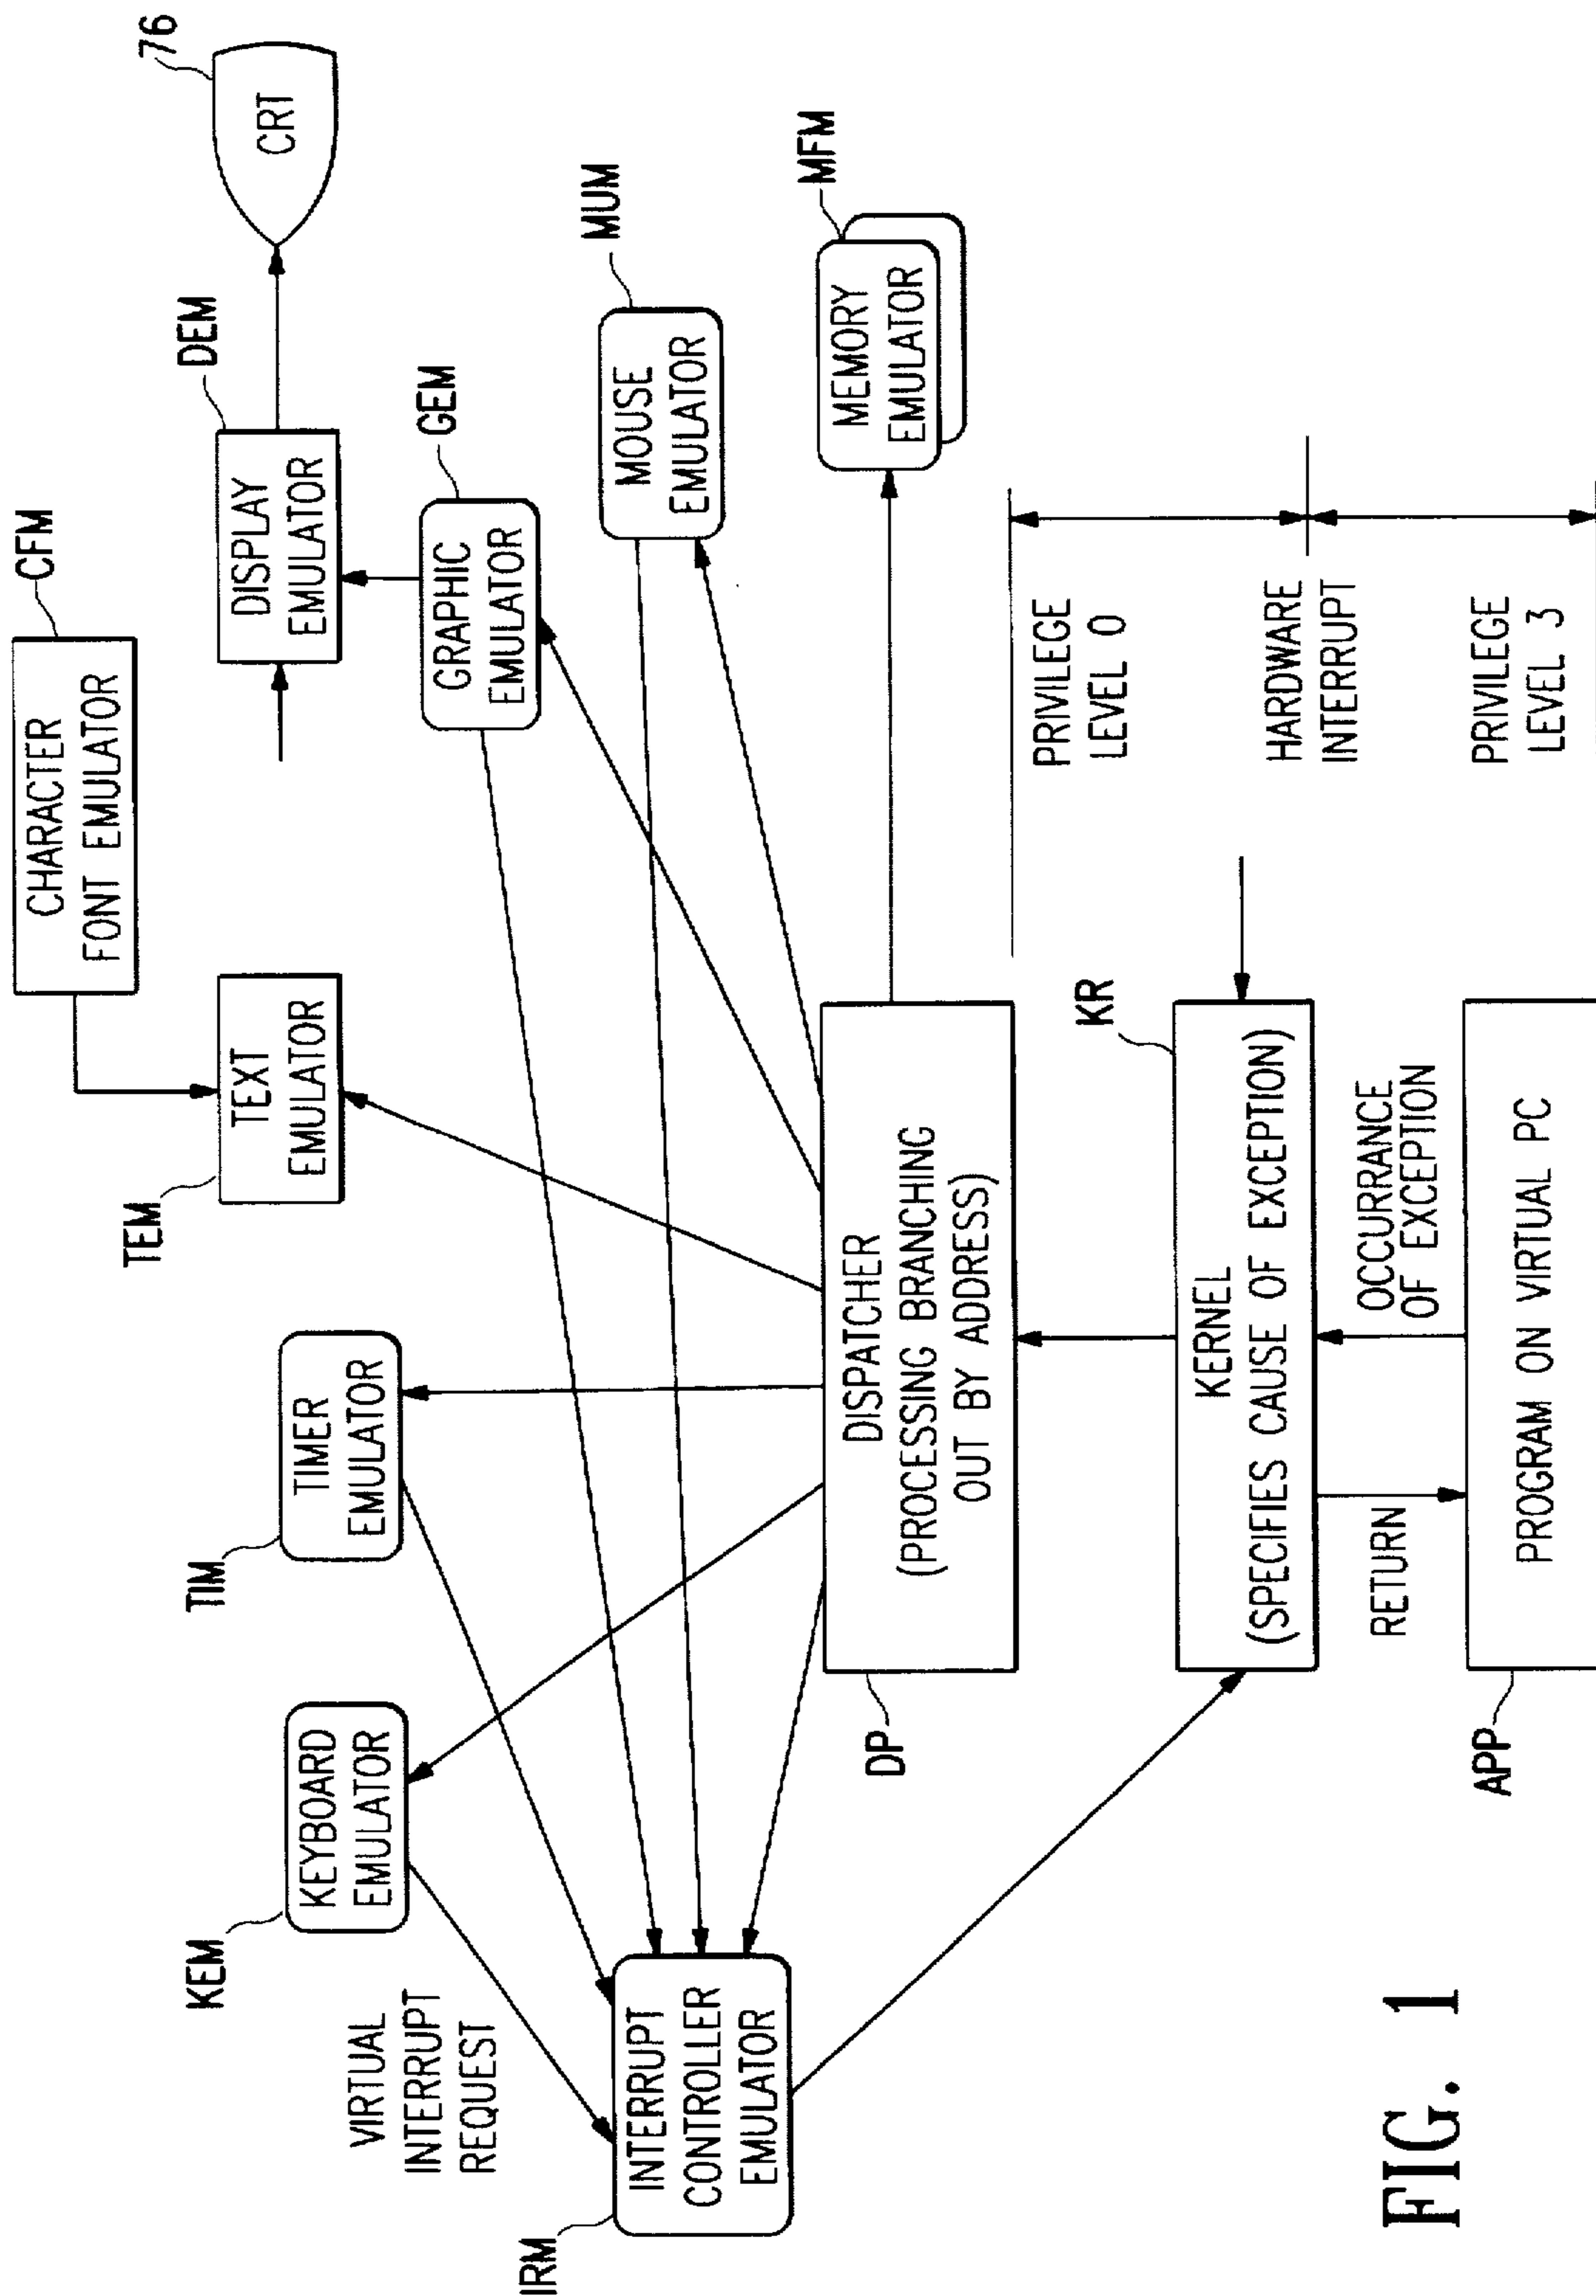 CHARACTER
FONT EMULATOR
CFM
76
CRT
TEM
TEXT
EMULATOR
DISPLAY
EMULATOR
DEM
TIM
TIMER
EMULATOR
KEM
KEYBOARD
EMULATOR
GRAPHIC
EMULATOR
GEM
VIRTUAL
INTERRUPT
REQUEST
MOUSE
EMULATOR
MUM
IRM
INTERRUPT
CONTROLLER
EMULATOR
MEMORY
EMULATOR
MFM
DP
DISPATCHER
(PROCESSING BRANCHING
OUT BY ADDRESS)
PRIVILEGE
LEVEL 0
KR
KERNEL
(SPECIFIES CAUSE OF EXCEPTION)
HARDWARE
INTERRUPT
RETURN
OCCURRANCE
OF EXCEPTION
PRIVILEGE
LEVEL 3
APP
PROGRAM ON VIRTUAL PC
FIG. 1